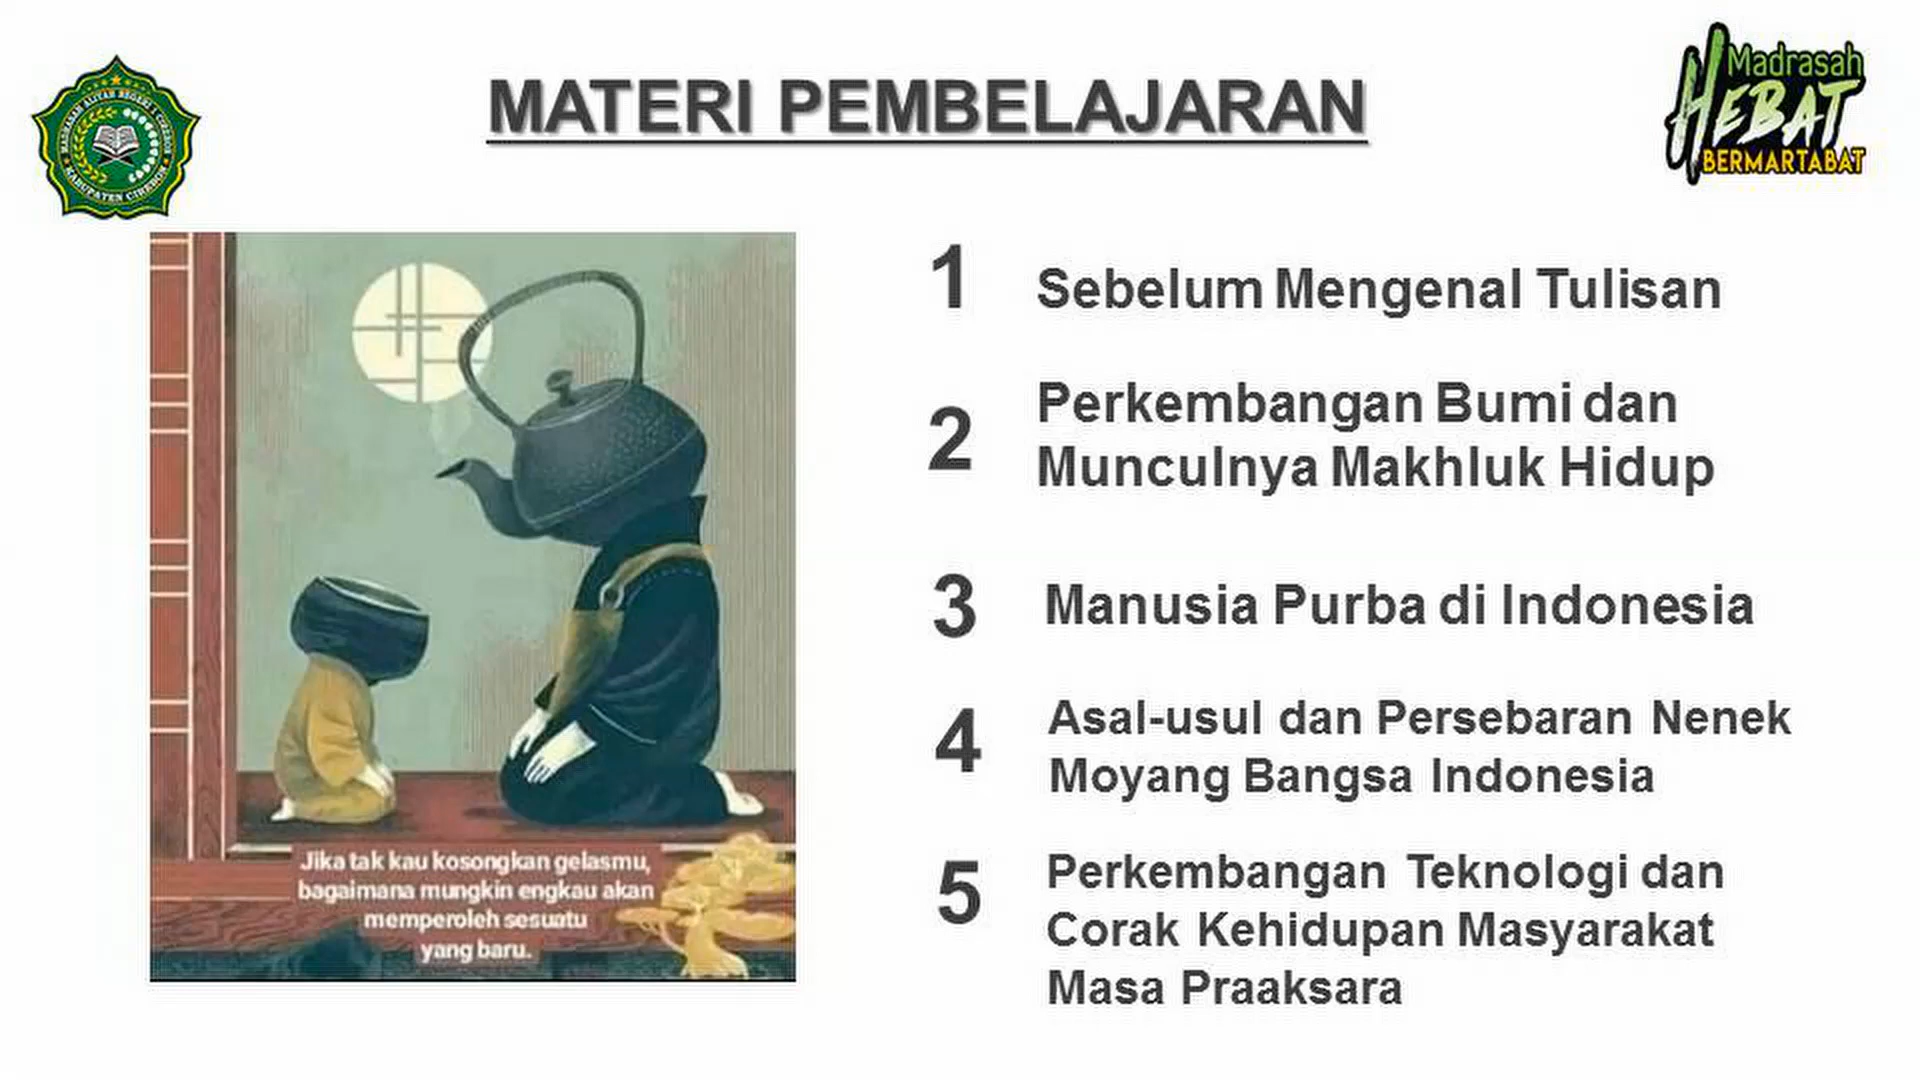 MATERI PEMBELAJARAN
Madrasah
HEBAT
BERMARTABAT
KABUPATEN CIREBON
1 Sebelum Mengenal Tulisan
2 Perkembangan Bumi dan
Munculnya Makhluk Hidup
3 Manusia Purba di Indonesia
4 Asal-usul dan Persebaran Nenek
Moyang Bangsa Indonesia
5 Perkembangan Teknologi dan
Corak Kehidupan Masyarakat
Masa Praaksara
Jika tak kau kosongkan gelasmu,
bagaimana mungkin engkau akan
memperoleh sesuatu
yang baru.